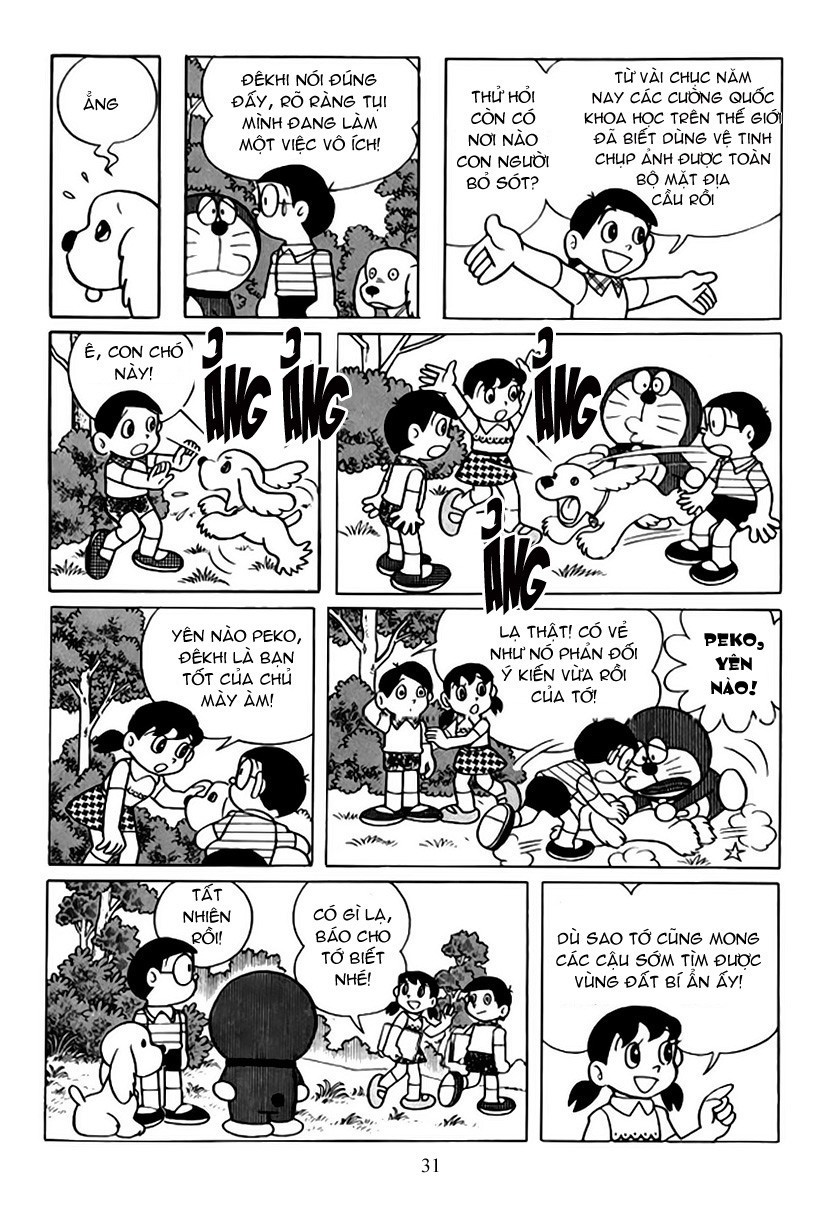 TỪ VÀI CHỤC NĂM
NAY CÁC CƯỜNG QUỐC
KHOA HỌC TRÊN THẾ GIỚI
ĐÃ BIẾT DÙNG VỆ TINH
CHỤP ẢNH ĐƯỢC TOÀN
BỘ MẶT ĐỊA
CẦU RỒI
THỬ HỎI
CÒN CÓ
NƠI NÀO
CON NGƯỜI
BỎ SÓT?
ĐÊKHI NÓI ĐÚNG
ĐẤY, RÕ RÀNG TỤI
MÌNH ĐANG LÀM
MỘT VIỆC VÔ ÍCH!
ẲNG
ẢNG
ẢNG
Ê, CON CHÓ
NÀY!
ẢNG
ẢNG
PEKO,
YÊN
NÀO!
LẠ THẬT! CÓ VẺ
NHƯ NÓ PHẢN ĐỐI
Ý KIẾN VỪA RỒI
CỦA TỚ!
YÊN NÀO PEKO,
ĐÊKHI LÀ BẠN
TỐT CỦA CHỦ
MÀY ÀM!
DÙ SAO TỚ CŨNG MONG
CÁC CẬU SỚM TÌM ĐƯỢC
VÙNG ĐẤT BÍ ẨN ẤY!
CÓ GÌ LẠ,
BÁO CHO
TỚ BIẾT
NHÉ!
TẤT
NHIÊN
RỒI!
31